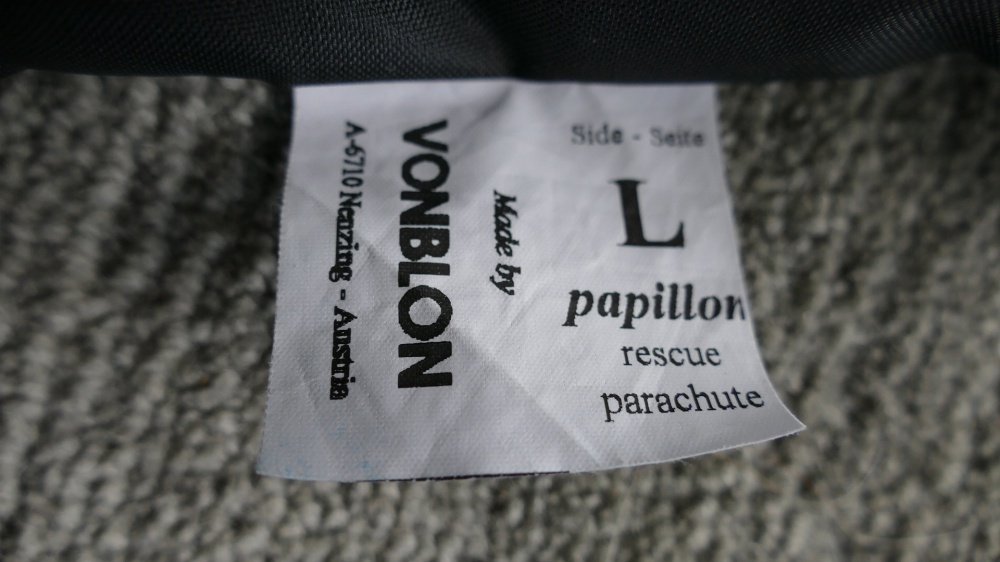 Side - Seite
L
papillon
rescue
parachute
Made by
VONBLON
A-6710 Nenzing - Austria